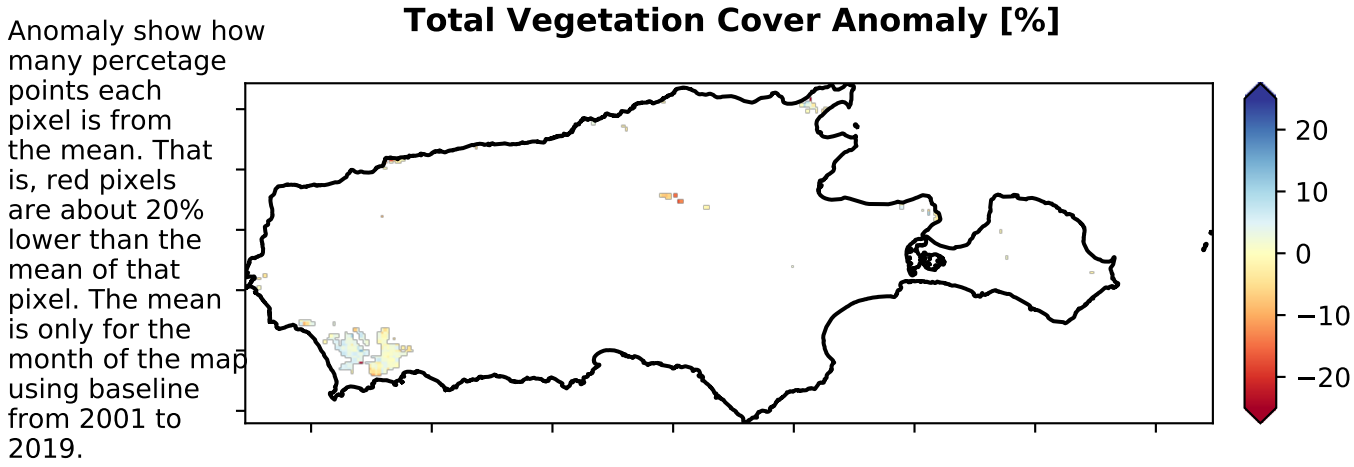 Total Vegetation Cover Anomaly [%]
Anomaly show how
many percetage
points each
pixel is from
the mean. That
is, red pixels
are about 20%
lower than the
mean of that
pixel. The mean
is only for the
month of the map
using baseline
from 2001 to
2019.
20
10
0
−10
−20